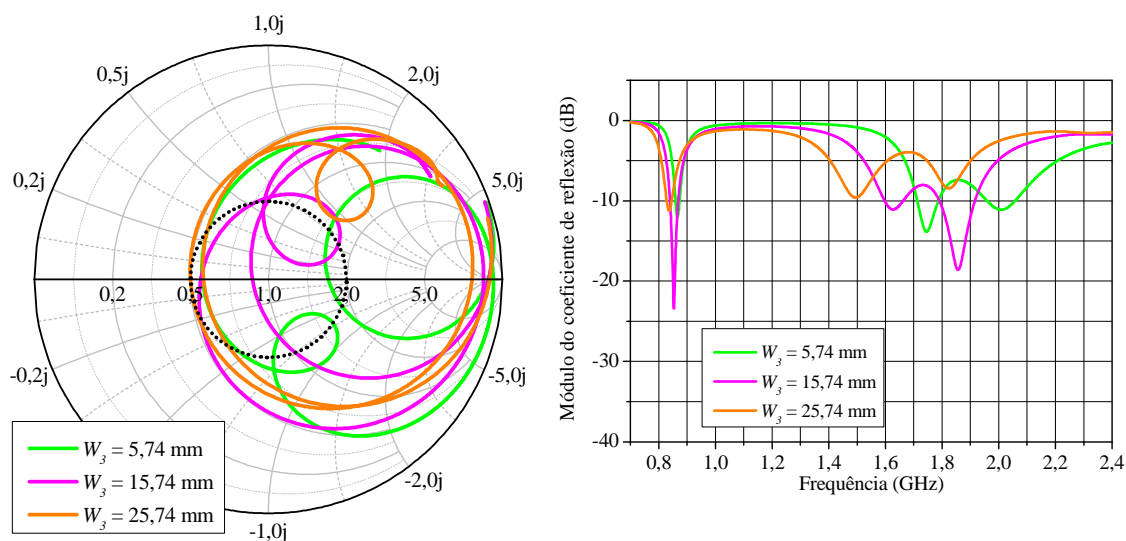 1,0j
0,5j
2,0j
0,2j
5,0j
0,2
0,5
1,0
2,0
5,0
-0,2j
-5,0j
-2,0j
-1,0j
W3 = 5,74 mm
W3 = 15,74 mm
W3 = 25,74 mm
Módulo do coeficiente de reflexão (dB)
0
-10
-20
-30
-40
W3 = 5,74 mm
W3 = 15,74 mm
W3 = 25,74 mm
0,8
1,0
1,2
1,4
1,6
1,8
2,0
2,2
2,4
Frequência (GHz)